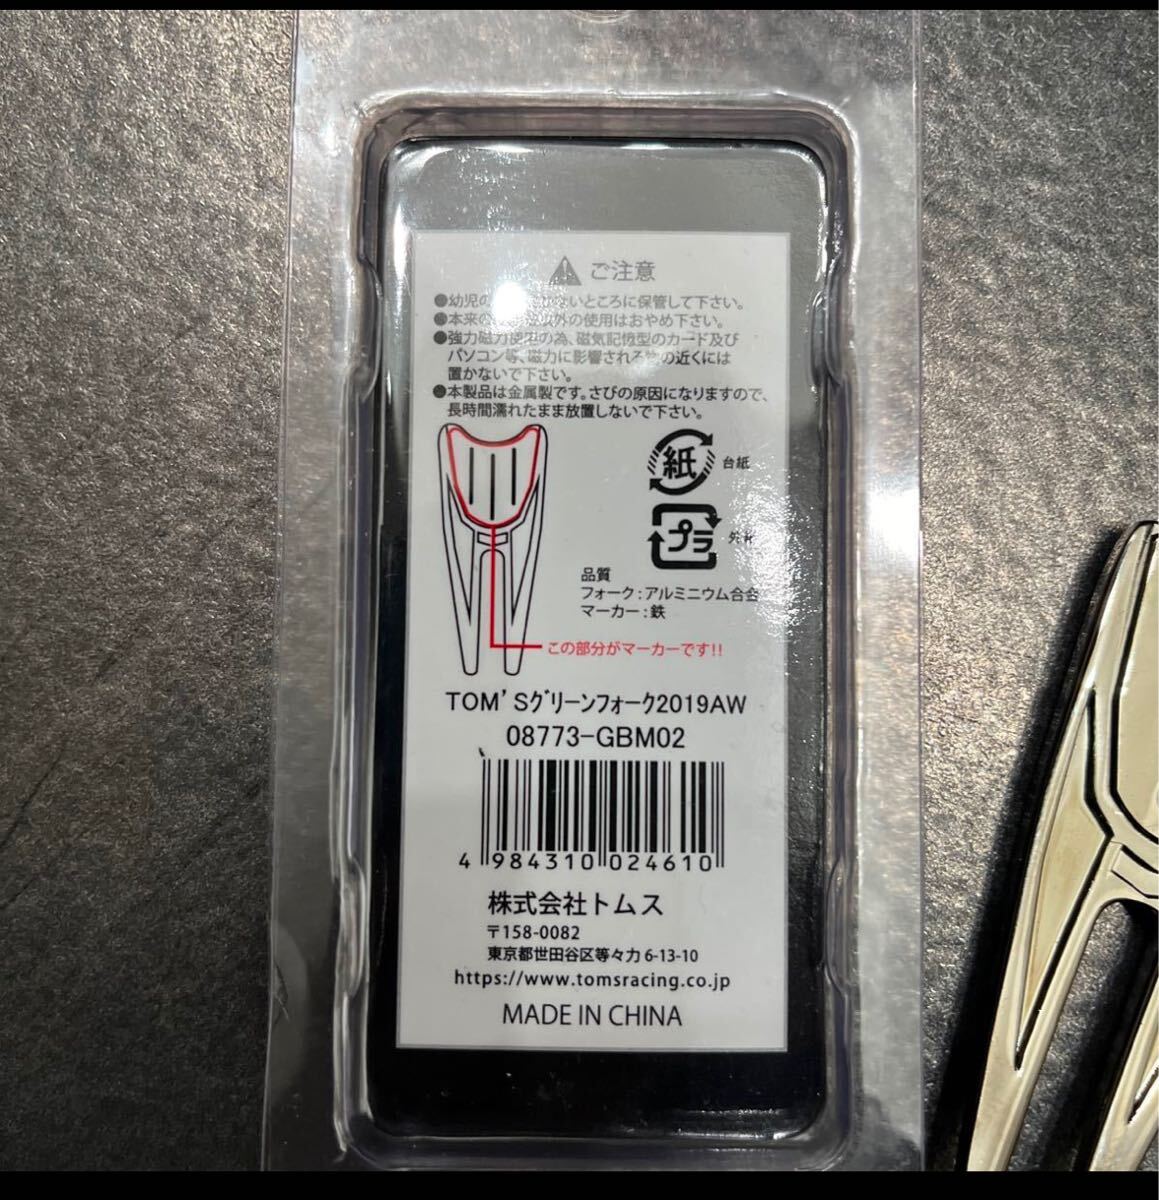 ご注意
●幼児の ないところに保管して下さい。
●本来の 以外の使用はおやめ下さい。
●強力磁力使用の為、磁気記憶型のカード及び
パソコン等、磁力に影響される物の近くには
置かないで下さい。
●本製品は金属製です。さびの原因になりますので、
長時間濡れたまま放置しないで下さい。
紙 台紙
プラ
品質
フォーク:アルミニウム合金
マーカー:鉄
この部分がマーカーです!!
TOM'Sグリーンフォーク2019AW
08773-GBM02
4 984310 024610
株式会社トムス
〒158-0082
東京都世田谷区等々力 6-13-10
https://www.tomsracing.co.jp
MADE IN CHINA